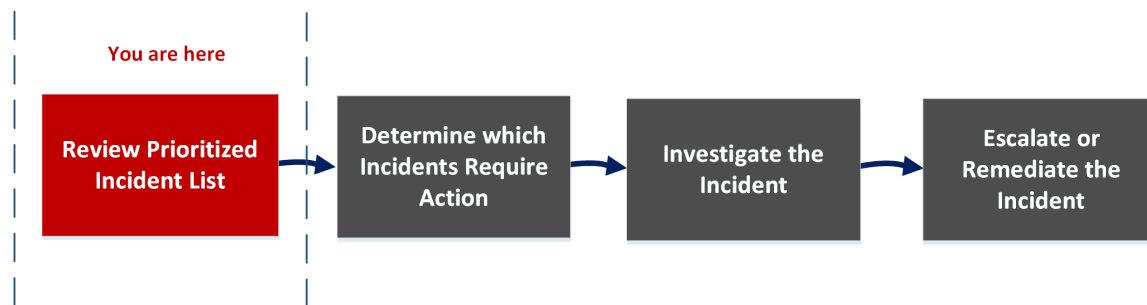 You are here
Review Prioritized
Incident List
Determine which
Incidents Require
Action
Investigate the
Incident
Escalate or
Remediate the
Incident